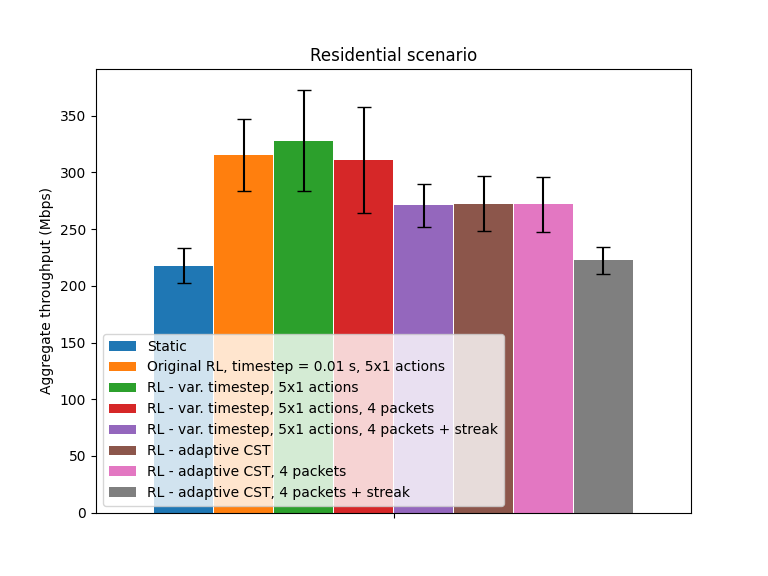 Residential scenario
Aggregate throughput (Mbps)
350
300
250
200
150
100
50
0
Static
Original RL, timestep = 0.01 s, 5x1 actions
RL - var. timestep, 5x1 actions
RL - var. timestep, 5x1 actions, 4 packets
RL - var. timestep, 5x1 actions, 4 packets + streak
RL - adaptive CST
RL - adaptive CST, 4 packets
RL - adaptive CST, 4 packets + streak